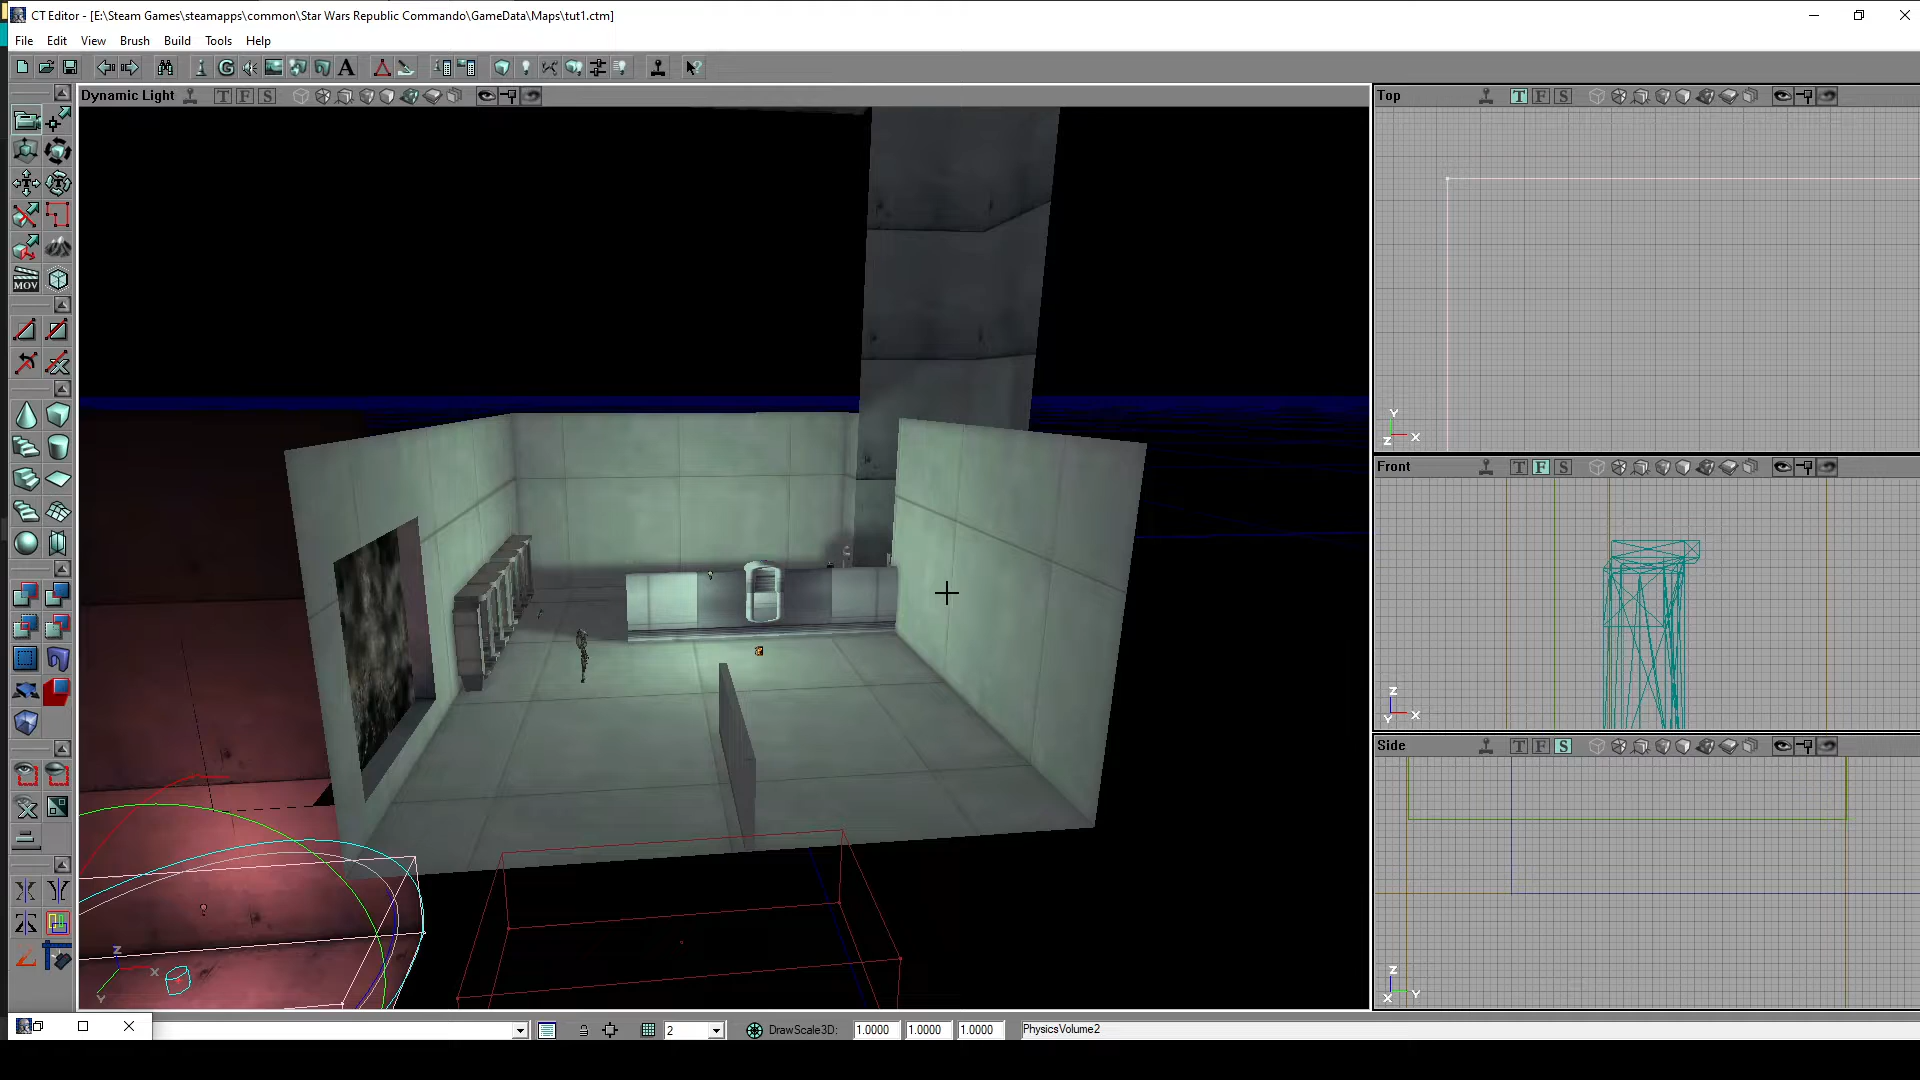 CT Editor - [E:\Steam Games\steamapps\common\Star Wars Republic Commando\GameData\Maps\tut1.ctm]
File Edit View Brush Build Tools Help
G A
Dynamic Light T F S
Top T F S
Y
Z X
Front T F S
Z
Y X
Side T F S
Z
X Y
MOV
Z
X
Y
2 DrawScale3D: 1.0000 1.0000 1.0000 PhysicsVolume2